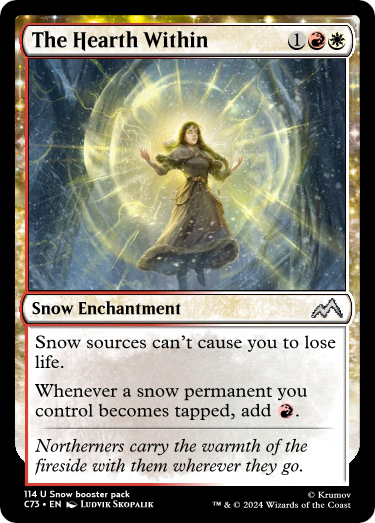 The Hearth Within 1
Snow Enchantment
Snow sources can't cause you to lose
life.
Whenever a snow permanent you
control becomes tapped, add .
Northerners carry the warmth of the
fireside with them wherever they go.
114 U Snow booster pack © Krumov
C73 • EN Ludvik Skopalik ™ & © 2024 Wizards of the Coast